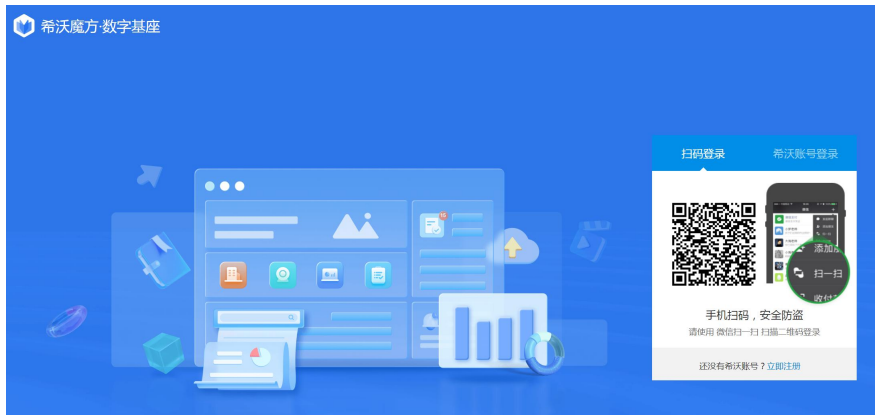 希沃魔方·数字基座
扫码登录
希沃账号登录
15
添加
扫一扫
收付
手机扫码，安全防盗
请使用 微信扫一扫 扫描二维码登录
还没有希沃账号？立即注册